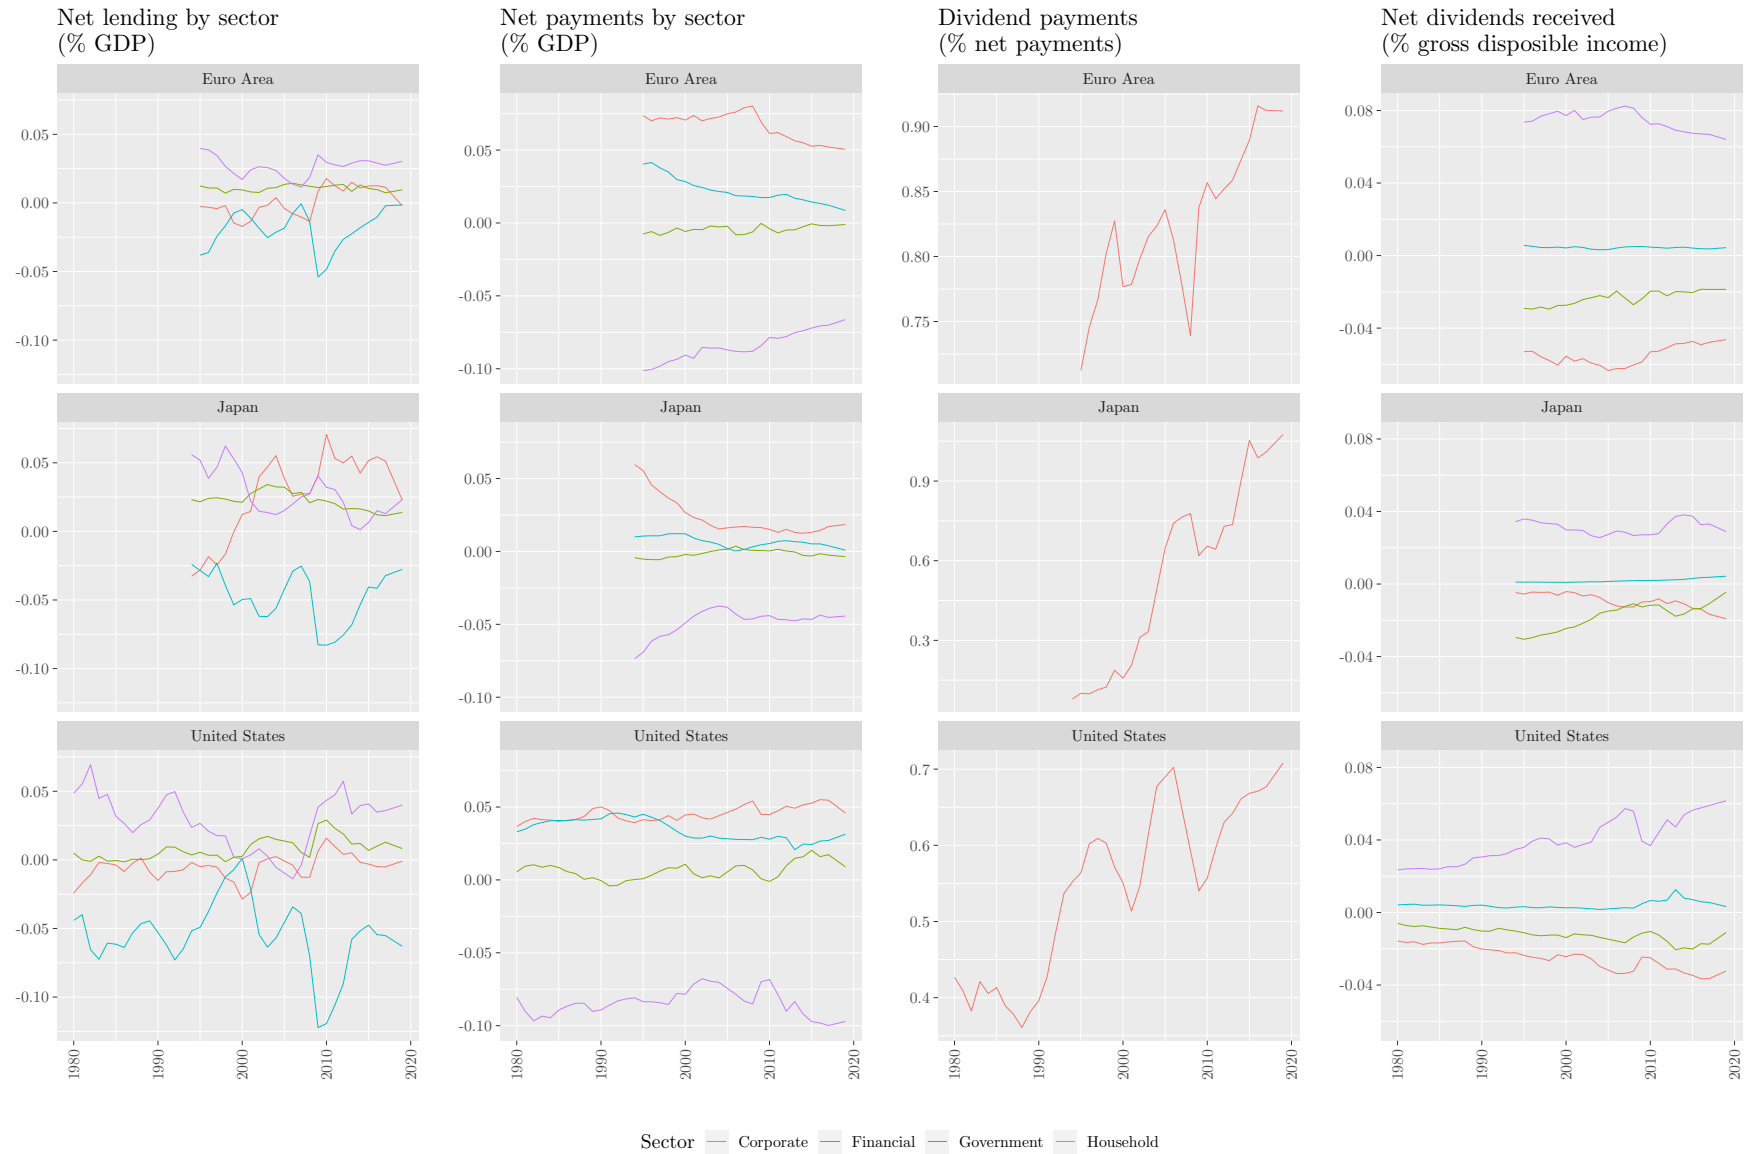 Net lending by sector
(% GDP)
Net payments by sector
(% GDP)
Dividend payments
(% net payments)
Net dividends received
(% gross disposible income)
Euro Area
Euro Area
Euro Area
Euro Area
0.05
0.00
-0.05
-0.10
0.05
0.00
-0.05
-0.10
0.90
0.85
0.80
0.75
0.08
0.04
0.00
-0.04
Japan
Japan
Japan
Japan
0.05
0.00
-0.05
-0.10
0.05
0.00
-0.05
-0.10
0.9
0.6
0.3
0.08
0.04
0.00
-0.04
United States
United States
United States
United States
0.05
0.00
-0.05
-0.10
0.05
0.00
-0.05
-0.10
0.7
0.6
0.5
0.4
0.08
0.04
0.00
-0.04
1980 1990 2000 2010 2020
1980 1990 2000 2010 2020
1980 1990 2000 2010 2020
1980 1990 2000 2010 2020
Sector Corporate Financial Government Household